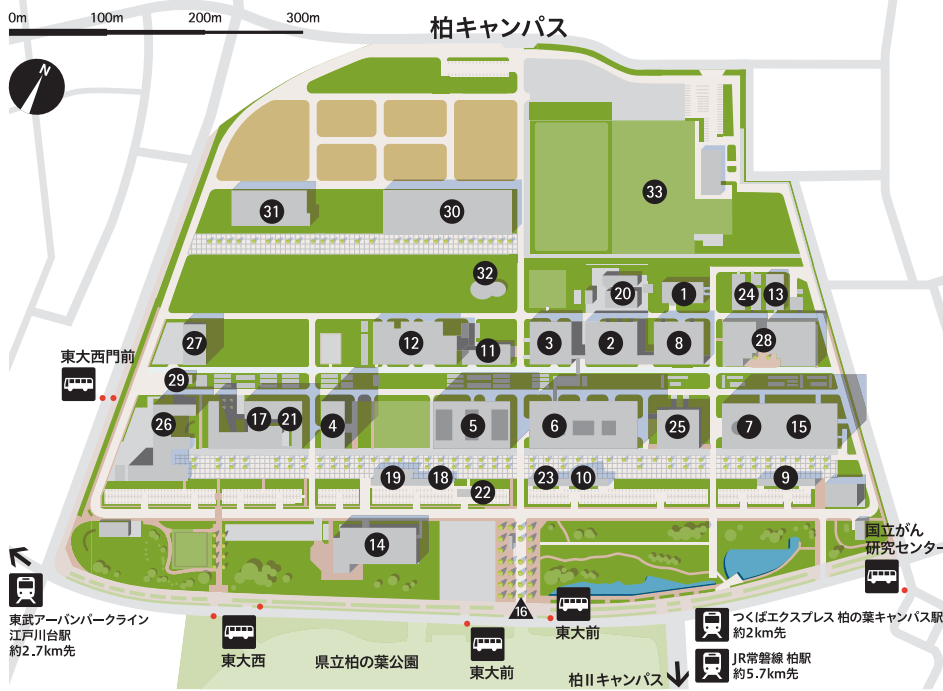 0m 100m 200m 300m
柏キャンパス
N
33
31
30
32
20
1
24
13
27
12
11
3
2
8
28
東大西門前
29
26
17
21
4
5
6
25
7
15
19
18
22
23
10
9
14
国立がん
研究センター
16
東武アーバンパークライン
江戸川台駅
約2.7km先
東大西
県立柏の葉公園
東大前
東大前
つくばエクスプレス 柏の葉キャンパス駅
約2km先
JR常磐線 柏駅
約5.7km先
柏IIキャンパス